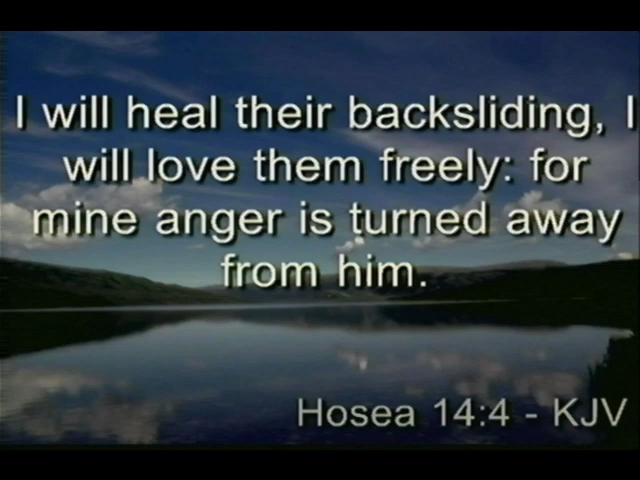 I will heal their backsliding, I
will love them freely: for
mine anger is turned away
from him.
Hosea 14:4 - KJV